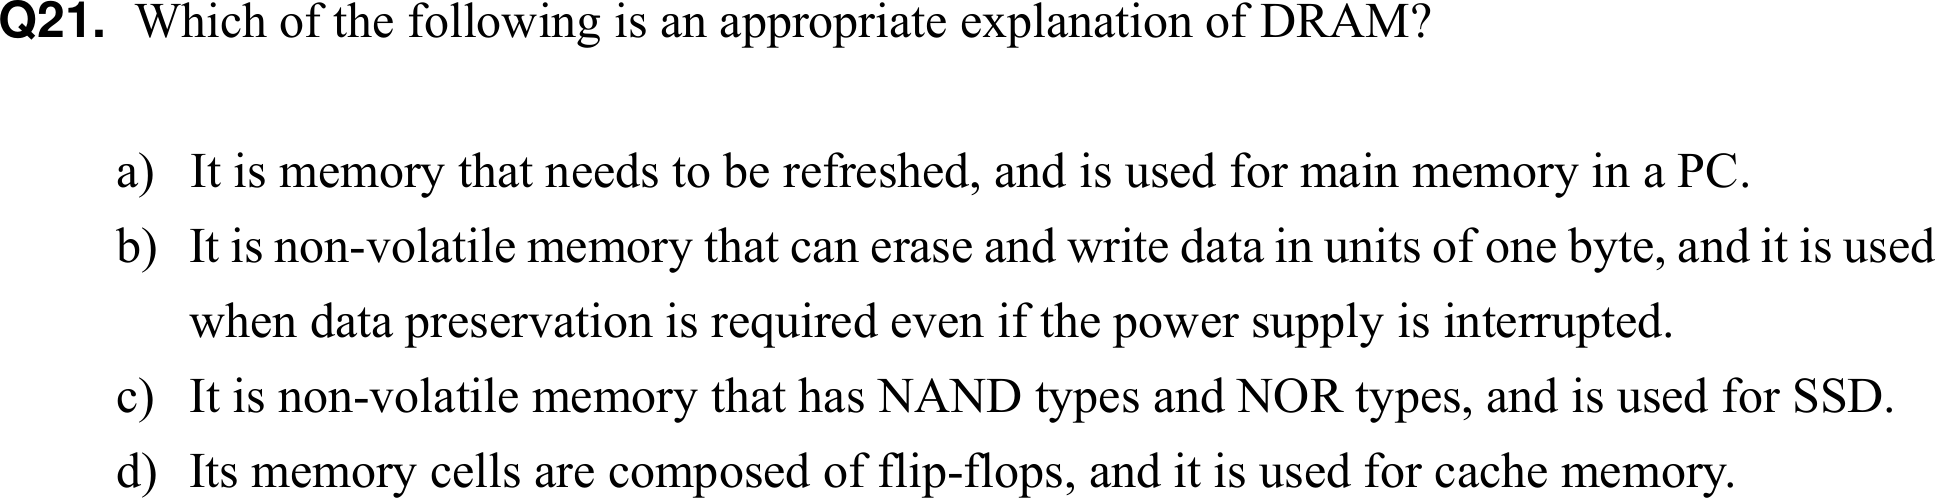 Q21. Which of the following is an appropriate explanation of DRAM?
a) It is memory that needs to be refreshed, and is used for main memory in a PC.
b) It is non-volatile memory that can erase and write data in units of one byte, and it is used
when data preservation is required even if the power supply is interrupted.
c) It is non-volatile memory that has NAND types and NOR types, and is used for SSD.
d) Its memory cells are composed of flip-flops, and it is used for cache memory.